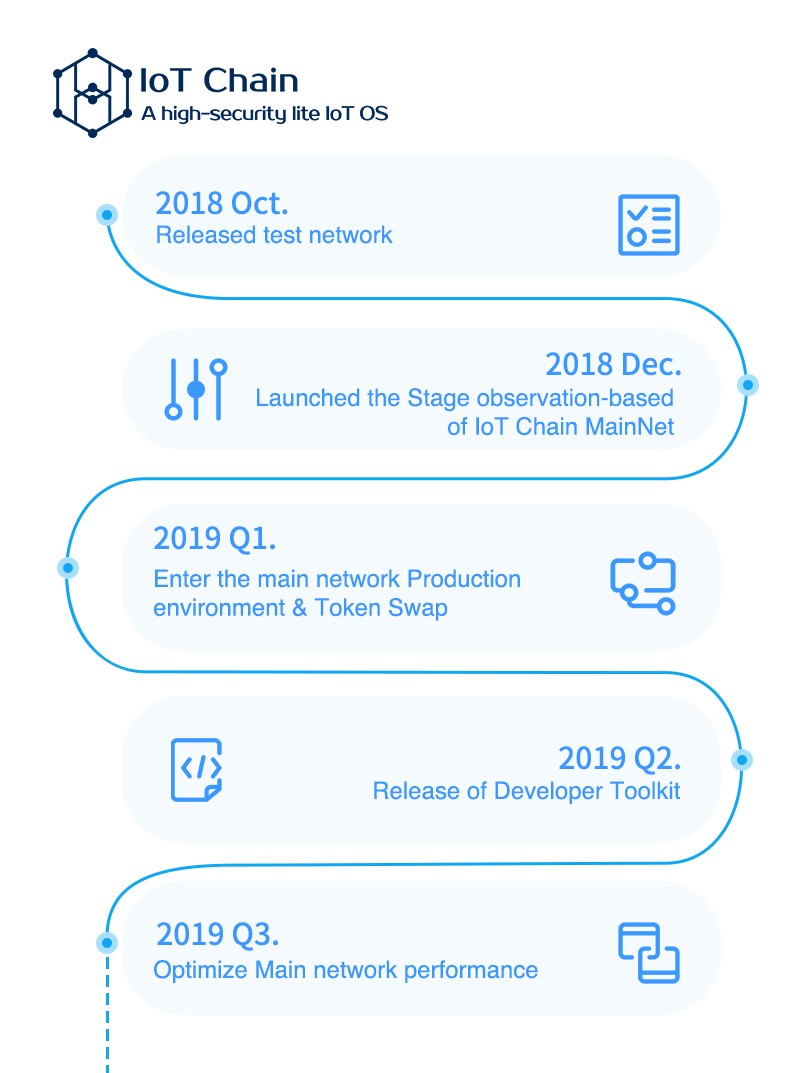 IoT Chain
A high-security lite IoT OS
2018 Oct.
Released test network
2018 Dec.
Launched the Stage observation-based
of IoT Chain MainNet
2019 Q1.
Enter the main network Production
environment & Token Swap
2019 Q2.
Release of Developer Toolkit
2019 Q3.
Optimize Main network performance